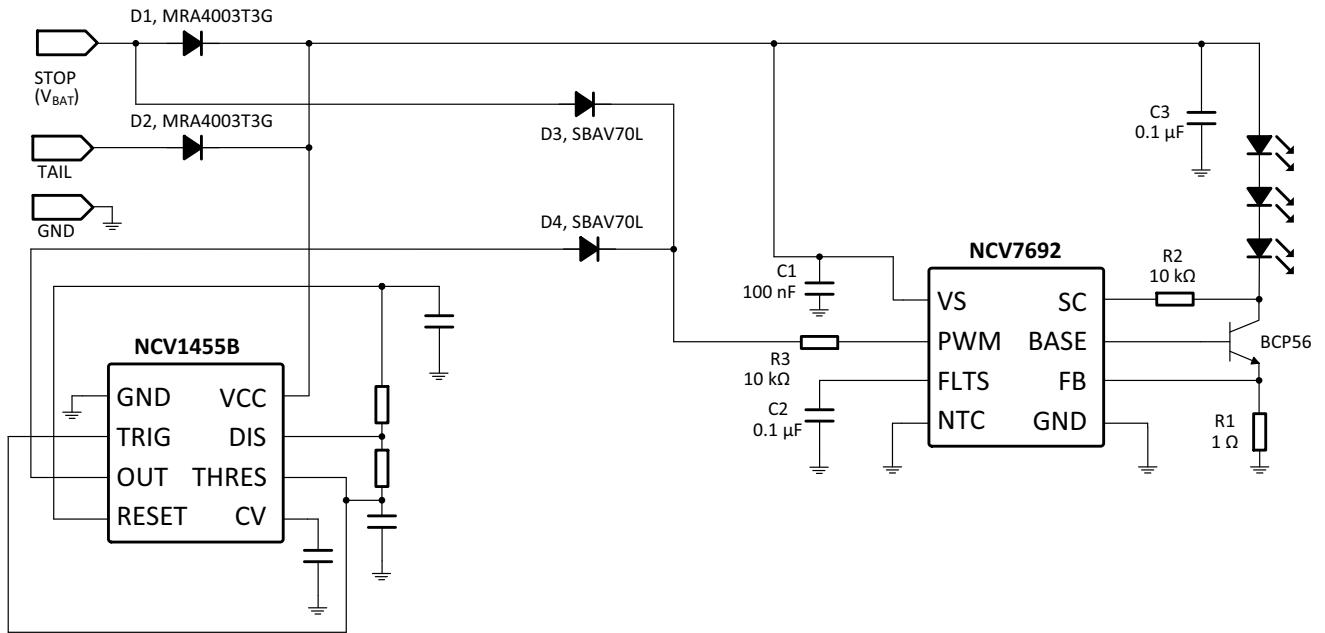 D1, MRA4003T3G
STOP
(VBAT)
D2, MRA4003T3G
TAIL
GND
D3, SBAV70L
D4, SBAV70L
C3
0.1 µF
NCV7692
C1
100 nF
R2
10 kΩ
VS
SC
PWM
BASE
BCP56
R3
10 kΩ
FLTS
FB
C2
0.1 µF
NTC
GND
R1
1 Ω
NCV1455B
GND
VCC
TRIG
DIS
OUT
THRES
RESET
CV